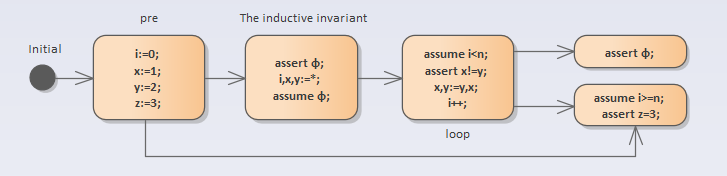 pre
The inductive invariant
Initial
i:=0;
x:=1;
y:=2;
z:=3;
assert ϕ;
i,x,y:=*;
assume ϕ;
assume i<n;
assert x!=y;
x,y:=y,x;
i++;
loop
assert ϕ;
assume i>=n;
assert z=3;